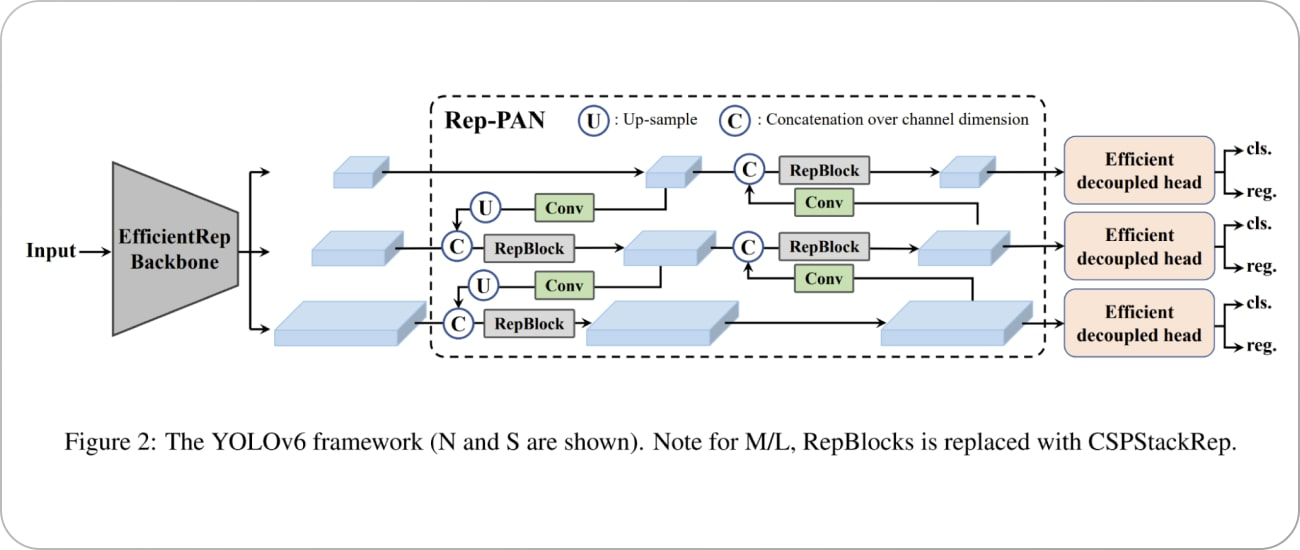 Rep-PAN
U : Up-sample
C : Concatenation over channel dimension
Input
EfficientRep
Backbone
C
RepBlock
Efficient
decoupled head
cls.
reg.
U
Conv
Conv
C
RepBlock
C
RepBlock
Efficient
decoupled head
cls.
reg.
U
Conv
Conv
C
RepBlock
Efficient
decoupled head
cls.
reg.
Figure 2: The YOLOv6 framework (N and S are shown). Note for M/L, RepBlocks is replaced with CSPStackRep.